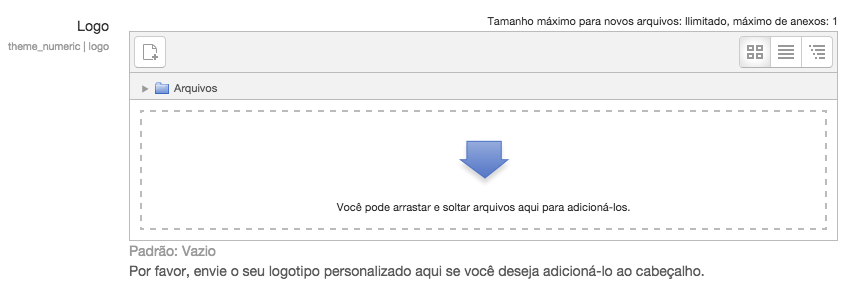 Logo
theme_numeric | logo
Tamanho máximo para novos arquivos: Ilimitado, máximo de anexos: 1
Arquivos
Você pode arrastar e soltar arquivos aqui para adicioná-los.
Padrão: Vazio
Por favor, envie o seu logotipo personalizado aqui se você deseja adicioná-lo ao cabeçalho.